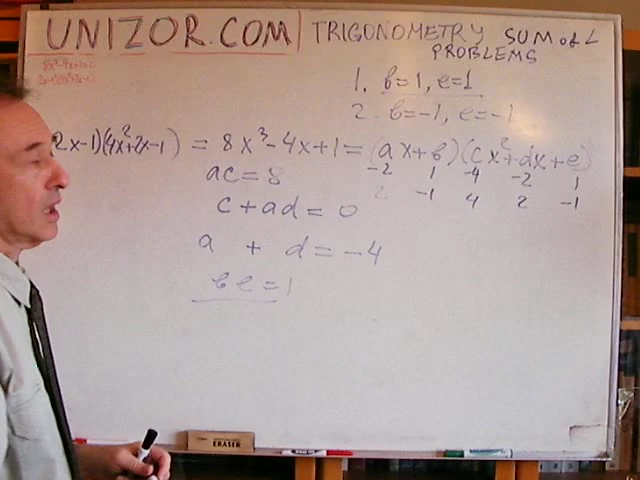 UNIZOR.COM | TRIGONOMETRY SUM of L
PROBLEMS
1. b=1, e=1
2. b=-1, e=-1
2x-1)(4x²+2x-1) = 8x³-4x+1 = (ax+b)(cx²+dx+e)
-2 1 -4 -2 1
2 -1 4 2 -1
ac=8
c+ad=0
a + d=-4
be=1
ERASER